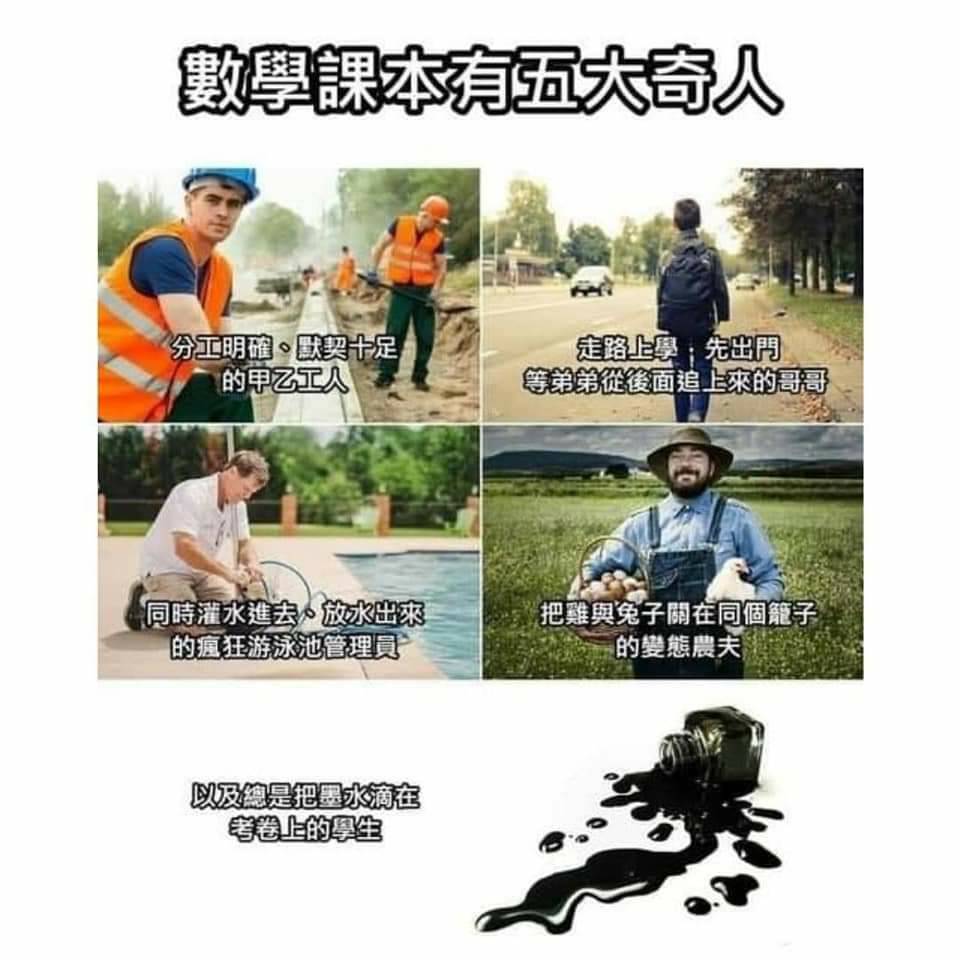 數學課本有五大奇人
分工明確、默契十足
的甲乙工人
走路上學，先出門
等弟弟從後面追上來的哥哥
同時灌水進去、放水出來
的瘋狂游泳池管理員
把雞與兔子關在同個籠子
的變態農夫
以及總是把墨水滴在
考卷上的學生